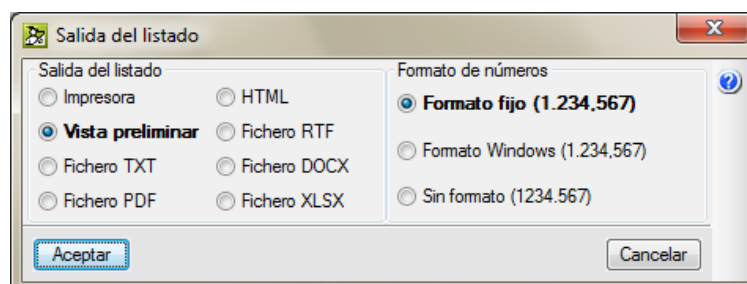 Salida del listado
Salida del listado
Impresora
HTML
Vista preliminar
Fichero RTF
Fichero TXT
Fichero DOCX
Fichero PDF
Fichero XLSX
Formato de números
Formato fijo (1.234,567)
Formato Windows (1.234,567)
Sin formato (1234.567)
Aceptar
Cancelar